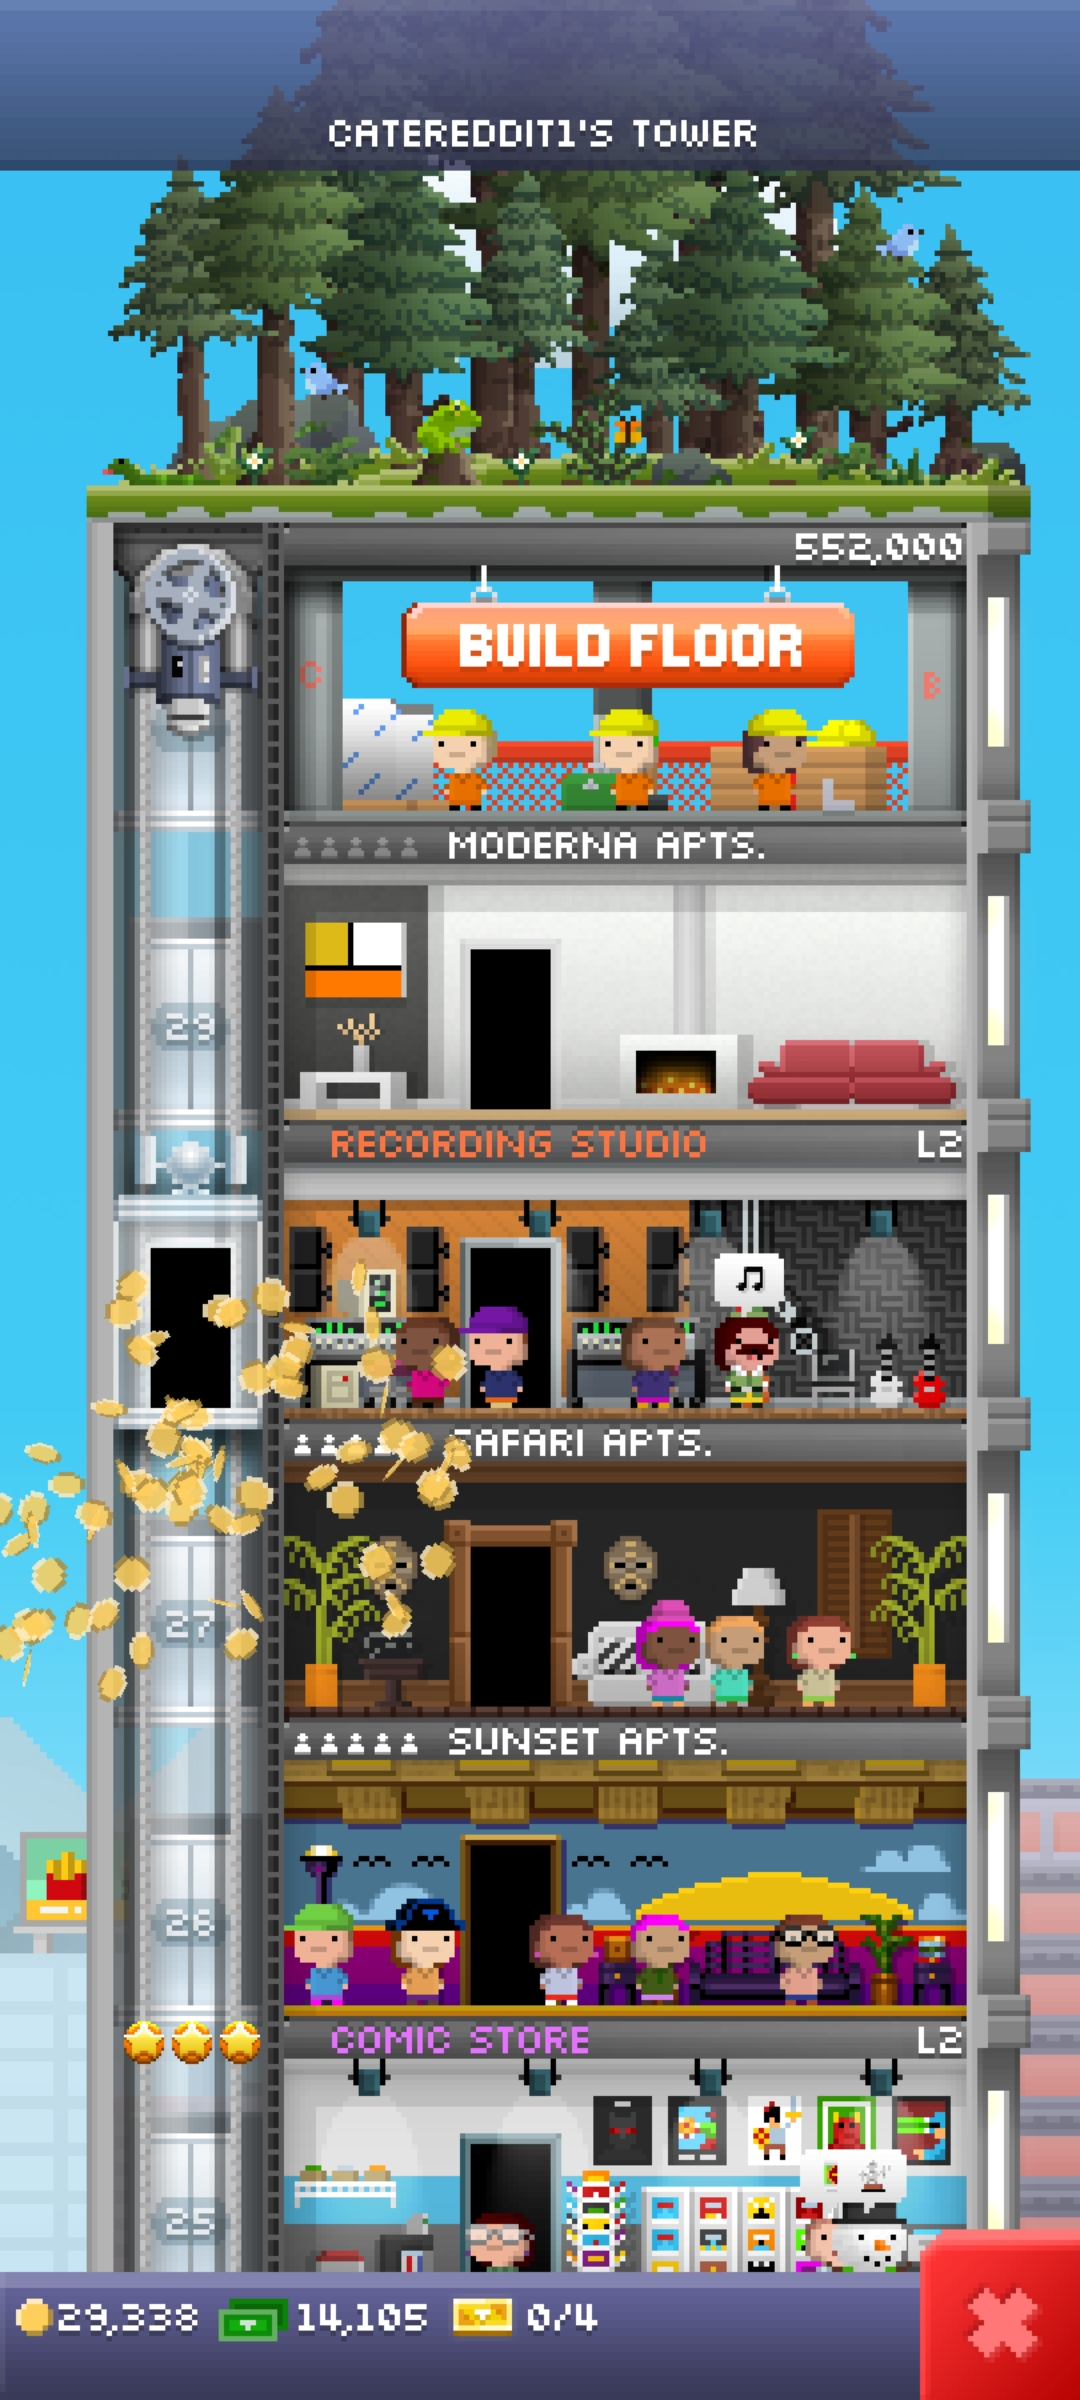 CATEREDDIT1'S TOWER
552,000
BUILD FLOOR
C
B
MODERNA APTS.
28
RECORDING STUDIO L2
SAFARI APTS.
27
SUNSET APTS.
26
COMIC STORE L2
25
29,338 14,105 0/4